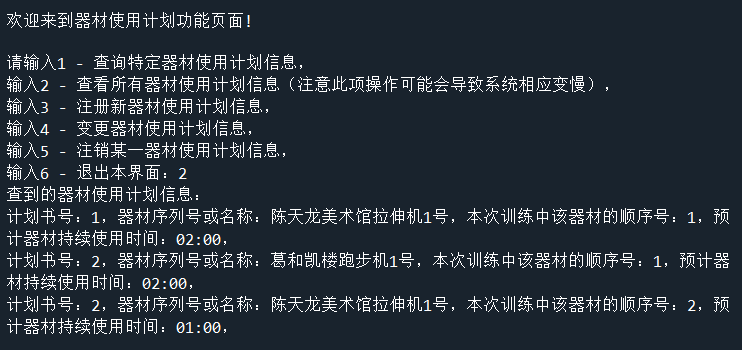 欢迎来到器材使用计划功能页面!
请输入1 - 查询特定器材使用计划信息,
输入2 - 查看所有器材使用计划信息（注意此项操作可能会导致系统相应变慢）,
输入3 - 注册新器材使用计划信息,
输入4 - 变更器材使用计划信息,
输入5 - 注销某一器材使用计划信息,
输入6 - 退出本界面：2
查到的器材使用计划信息：
计划书号：1，器材序列号或名称：陈天龙美术馆拉伸机1号，本次训练中该器材的顺序号：1，预
计器材持续使用时间：02:00,
计划书号：2，器材序列号或名称：葛和凯楼跑步机1号，本次训练中该器材的顺序号：1，预计器
材持续使用时间：02:00,
计划书号：2，器材序列号或名称：陈天龙美术馆拉伸机1号，本次训练中该器材的顺序号：2，预
计器材持续使用时间：01:00,